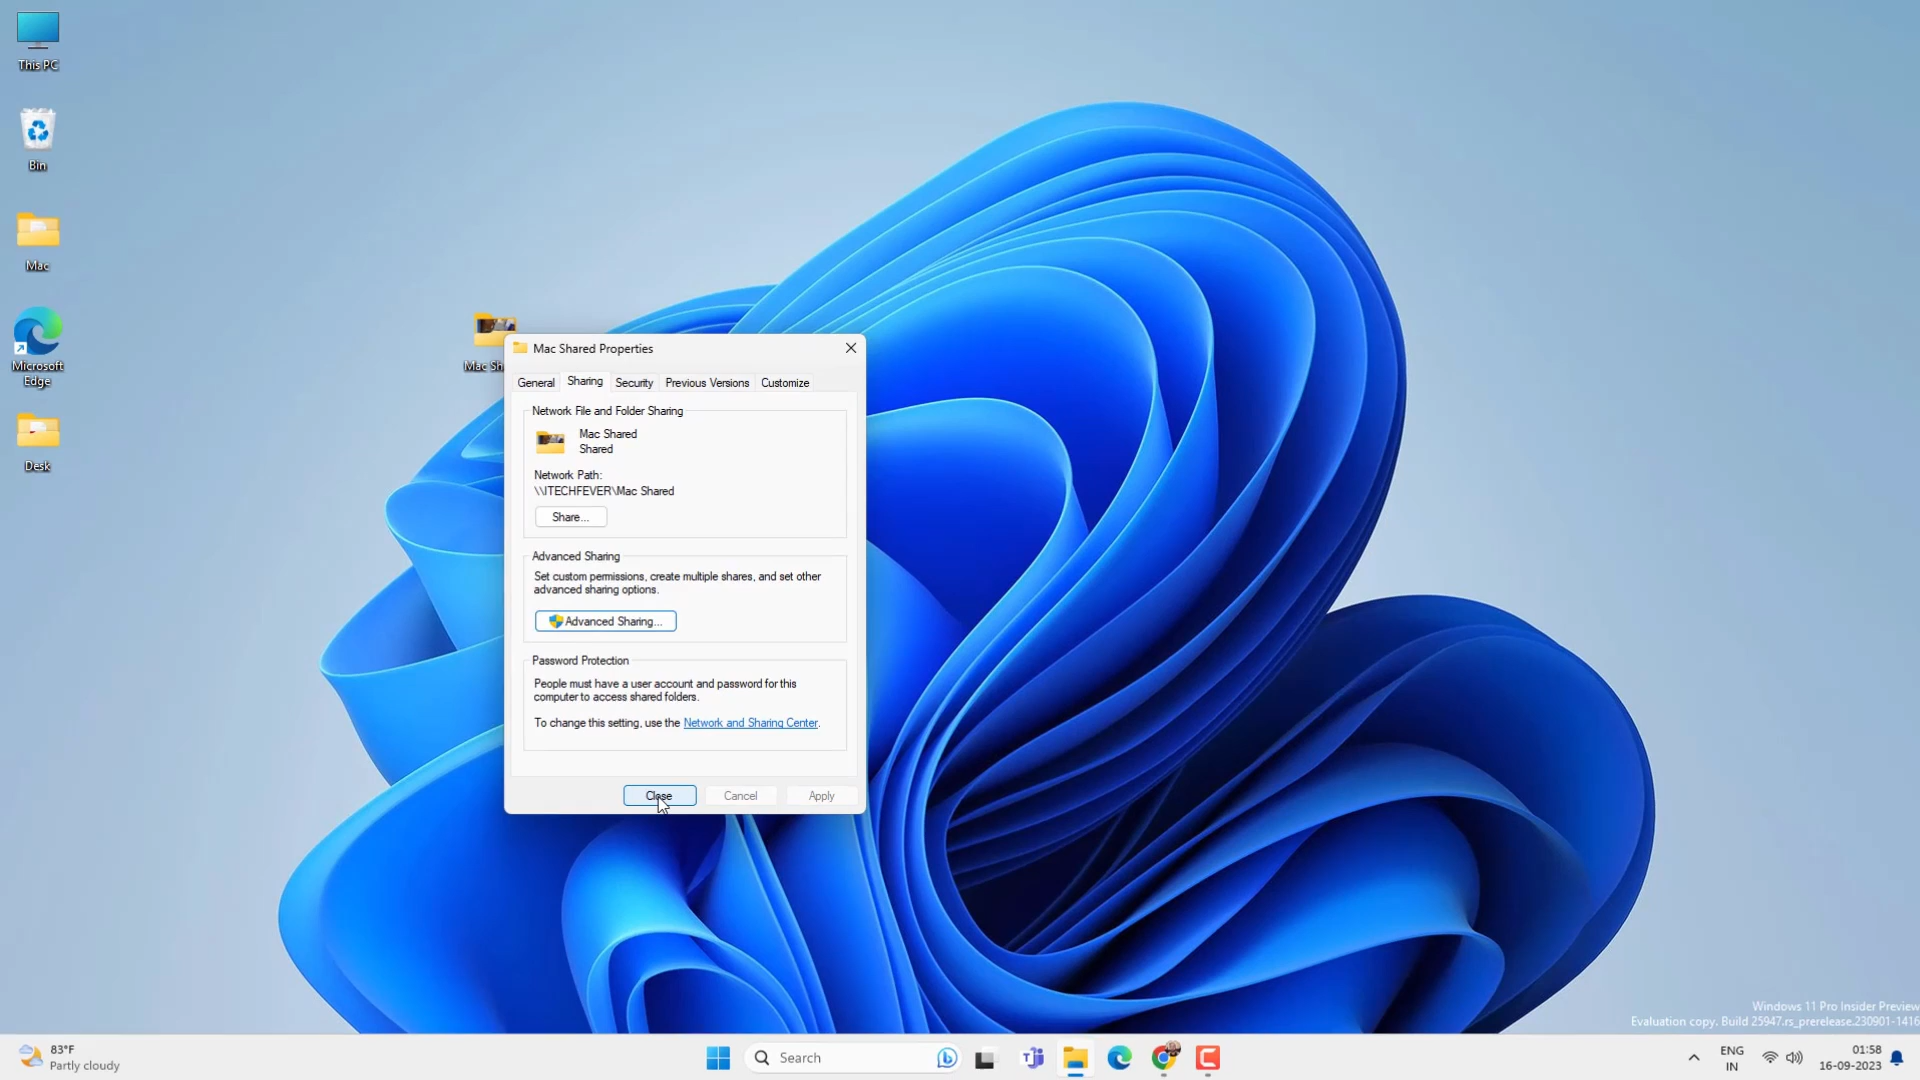 This PC
Bin
Mac
Microsoft
Edge
Desk
Mac Sh
Mac Shared Properties
General
Sharing
Security
Previous Versions
Customize
Network File and Folder Sharing
Mac Shared
Shared
Network Path:
\\ITECHFEVER\Mac Shared
Share...
Advanced Sharing
Set custom permissions, create multiple shares, and set other
advanced sharing options.
Advanced Sharing...
Password Protection
People must have a user account and password for this
computer to access shared folders.
To change this setting, use the Network and Sharing Center.
Close
Cancel
Apply
Windows 11 Pro Insider Preview
Evaluation copy. Build 25947.rs_prerelease.230901-1416
83°F
Partly cloudy
Search
ENG
IN
01:58
16-09-2023